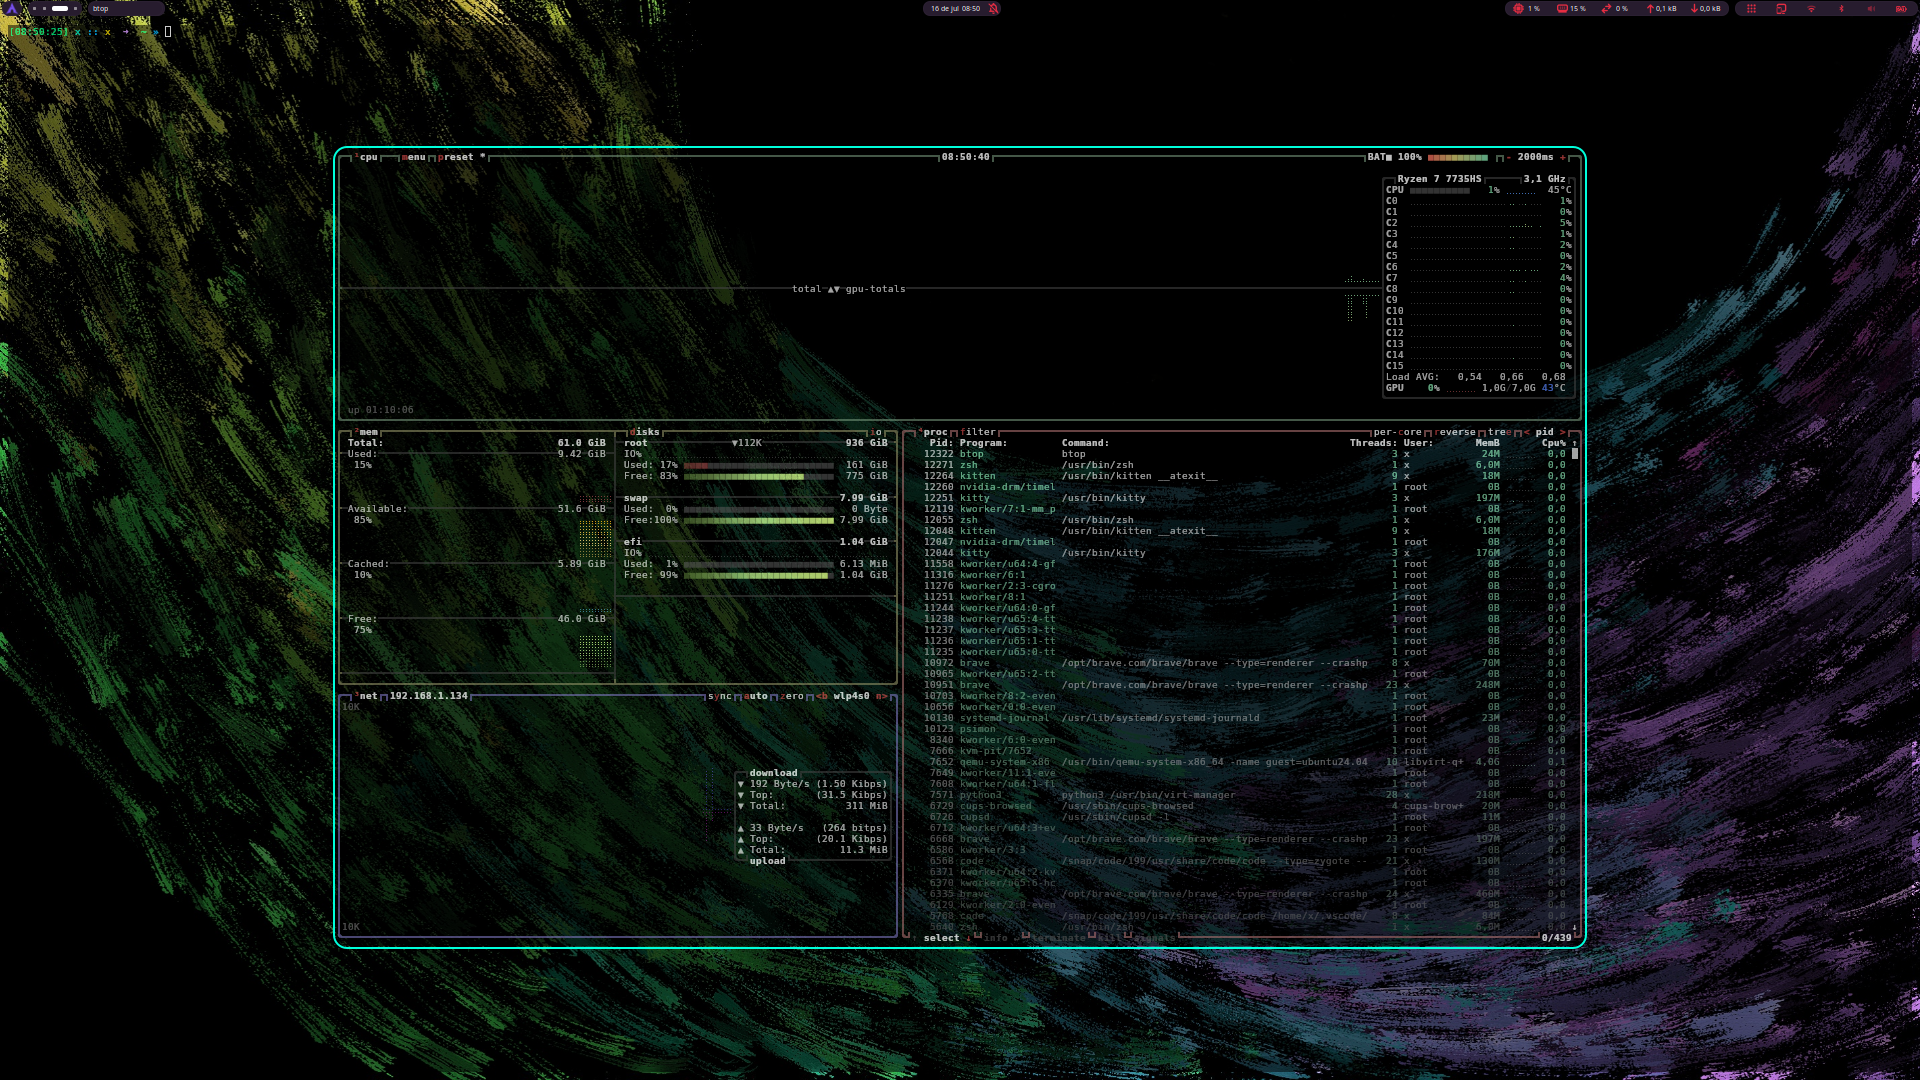 btop
16 de jul 08:50
1 % 15 % 0 % 0,1 kB 0,0 kB
[08:50:25] x :: x → ~ »
¹cpu menu preset * 08:50:40 BAT 100% - 2000ms +
Ryzen 7 7735HS 3,1 GHz
CPU 1% 45°C
C0 1%
C1 0%
C2 5%
C3 1%
C4 2%
C5 0%
C6 2%
C7 4%
C8 0%
total ▲▼ gpu-totals
C9 0%
C10 0%
C11 0%
C12 0%
C13 0%
C14 0%
C15 0%
Load AVG: 0,54 0,66 0,68
GPU 0% 1,0G/7,0G 43°C
up 01:10:06
²mem
Total: 61.0 GiB
Used: 9.42 GiB
15%
Available: 51.6 GiB
85%
Cached: 5.89 GiB
10%
Free: 46.0 GiB
75%
disks io
root ▼112K 936 GiB
IO%
Used: 17% 161 GiB
Free: 83% 775 GiB
swap 7.99 GiB
Used: 0% 0 Byte
Free:100% 7.99 GiB
efi 1.04 GiB
IO%
Used: 1% 6.13 MiB
Free: 99% 1.04 GiB
³net 192.168.1.134 sync auto zero <b wlp4s0 n>
10K
download
▼ 192 Byte/s (1.50 Kibps)
▼ Top: (31.5 Kibps)
▼ Total: 311 MiB
▲ 33 Byte/s (264 bitps)
▲ Top: (20.1 Kibps)
▲ Total: 11.3 MiB
upload
10K
⁴proc filter per-core reverse tree < pid >
Pid: Program: Command: Threads: User: MemB Cpu% ↑
12322 btop btop 3 x 24M 0,0
12271 zsh /usr/bin/zsh 1 x 6,0M 0,0
12264 kitten /usr/bin/kitten __atexit__ 9 x 18M 0,0
12260 nvidia-drm/timel 1 root 0B 0,0
12251 kitty /usr/bin/kitty 3 x 197M 0,0
12119 kworker/7:1-mm_p 1 root 0B 0,0
12055 zsh /usr/bin/zsh 1 x 6,0M 0,0
12048 kitten /usr/bin/kitten __atexit__ 9 x 18M 0,0
12047 nvidia-drm/timel 1 root 0B 0,0
12044 kitty /usr/bin/kitty 3 x 176M 0,0
11558 kworker/u64:4-gf 1 root 0B 0,0
11316 kworker/6:1 1 root 0B 0,0
11276 kworker/2:3-cgro 1 root 0B 0,0
11251 kworker/8:1 1 root 0B 0,0
11244 kworker/u64:0-gf 1 root 0B 0,0
11238 kworker/u65:4-tt 1 root 0B 0,0
11237 kworker/u65:3-tt 1 root 0B 0,0
11236 kworker/u65:1-tt 1 root 0B 0,0
11235 kworker/u65:0-tt 1 root 0B 0,0
10972 brave /opt/brave.com/brave/brave --type=renderer --crashp 8 x 70M 0,0
10965 kworker/u65:2-tt 1 root 0B 0,0
10951 brave /opt/brave.com/brave/brave --type=renderer --crashp 23 x 248M 0,0
10703 kworker/8:2-even 1 root 0B 0,0
10656 kworker/0:0-even 1 root 0B 0,0
10130 systemd-journal /usr/lib/systemd/systemd-journald 1 root 23M 0,0
10123 psimon 1 root 0B 0,0
8340 kworker/6:0-even 1 root 0B 0,0
7666 kvm-pit/7652 1 root 0B 0,0
7652 qemu-system-x86 /usr/bin/qemu-system-x86_64 -name guest=ubuntu24.04 10 libvirt-q+ 4,0G 0,1
7649 kworker/11:1-eve 1 root 0B 0,0
7608 kworker/u64:1-fl 1 root 0B 0,0
7571 python3 python3 /usr/bin/virt-manager 28 x 218M 0,0
6729 cups-browsed /usr/sbin/cups-browsed 4 cups-brow+ 20M 0,0
6726 cupsd /usr/sbin/cupsd -l 1 root 11M 0,0
6712 kworker/u64:3+ev 1 root 0B 0,0
6668 brave /opt/brave.com/brave/brave --type=renderer --crashp 23 x 197M 0,0
6586 kworker/3:3 1 root 0B 0,0
6568 code /snap/code/199/usr/share/code/code --type=zygote -- 21 x 130M 0,0
6371 kworker/u64:2-kv 1 root 0B 0,0
6370 kworker/u65:6-hc 1 root 0B 0,0
6335 brave /opt/brave.com/brave/brave --type=renderer --crashp 24 x 466M 0,0
6129 kworker/2:0-even 1 root 0B 0,0
5768 code /snap/code/199/usr/share/code/code /home/x/.vscode/ 8 x 84M 0,0
5640 zsh /usr/bin/zsh 1 x 6,8M 0,0
↑ select ↓ info terminate kill signals 0/439